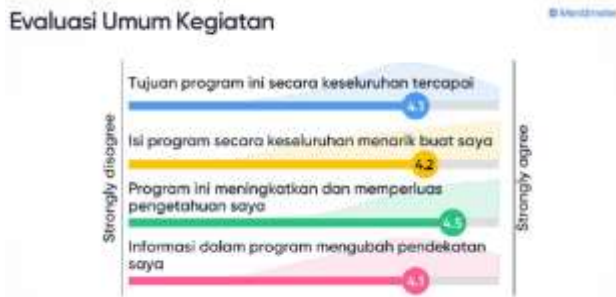 Evaluasi Umum Kegiatan
Mentimeter
Strongly disagree
Tujuan program ini secara keseluruhan tercapai
4.1
Isi program secara keseluruhan menarik buat saya
4.2
Program ini meningkatkan dan memperluas
pengetahuan saya
4.5
Informasi dalam program mengubah pendekatan
saya
4.1
Strongly agree